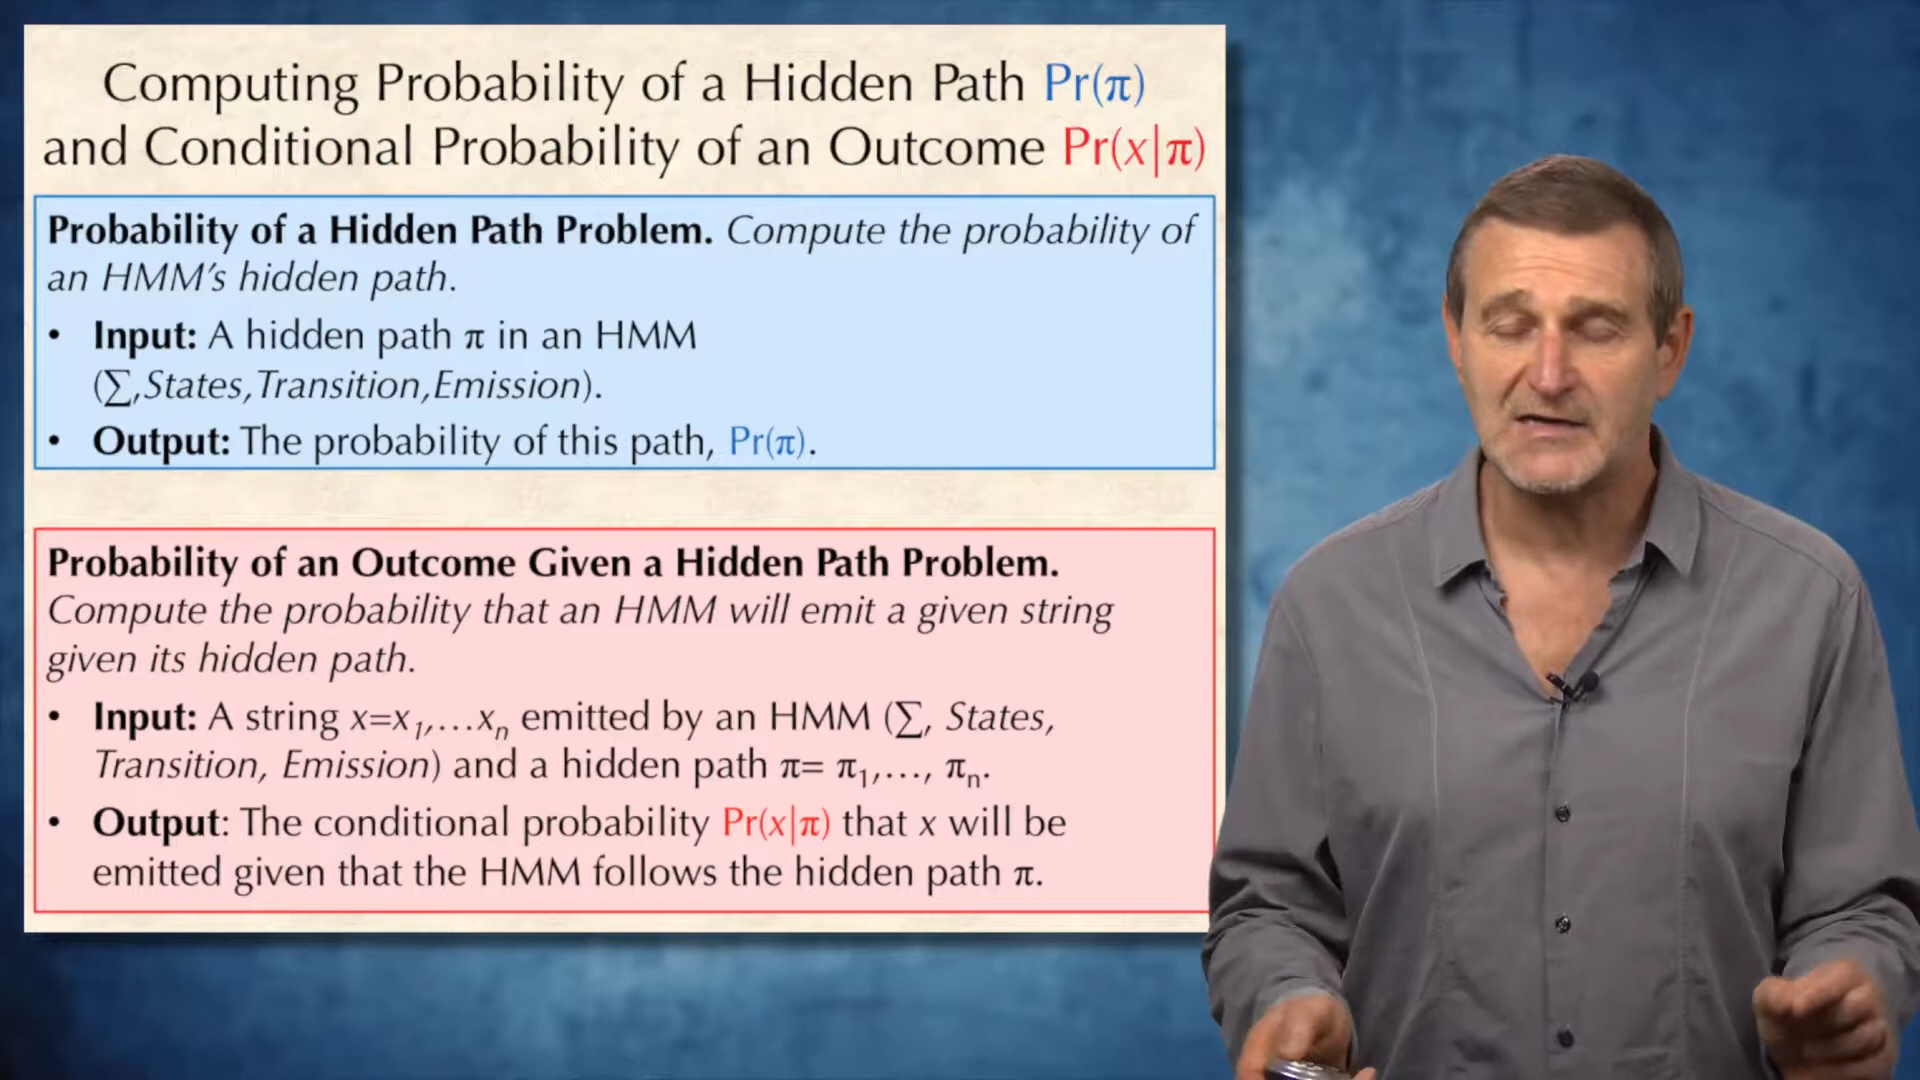 Computing Probability of a Hidden Path Pr(π)
and Conditional Probability of an Outcome Pr(x|π)
Probability of a Hidden Path Problem. Compute the probability of
an HMM’s hidden path.
• Input: A hidden path π in an HMM
(∑,States,Transition,Emission).
• Output: The probability of this path, Pr(π).
Probability of an Outcome Given a Hidden Path Problem.
Compute the probability that an HMM will emit a given string
given its hidden path.
• Input: A string x=x₁,…xₙ emitted by an HMM (∑, States,
Transition, Emission) and a hidden path π= π₁,…, πₙ.
• Output: The conditional probability Pr(x|π) that x will be
emitted given that the HMM follows the hidden path π.